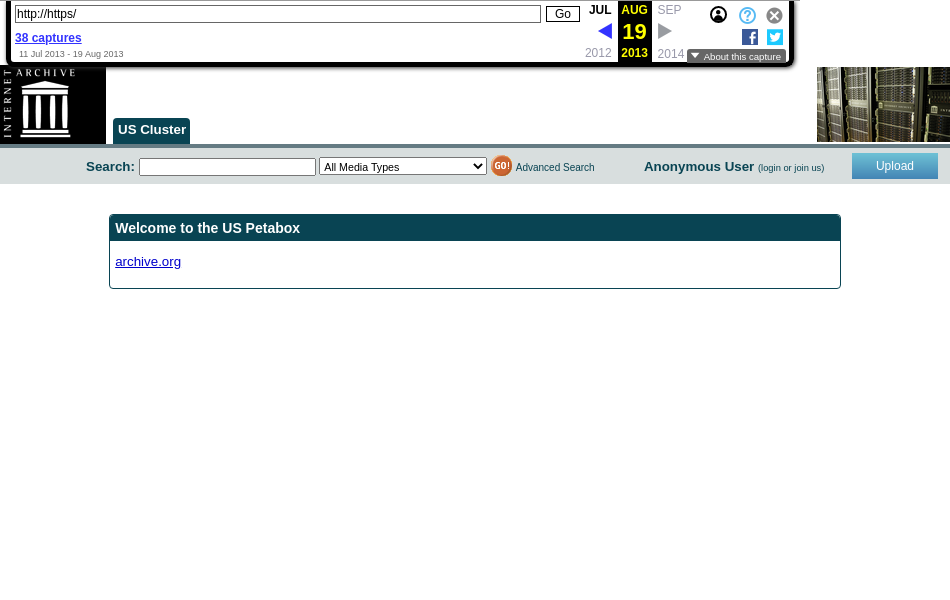 http://https/
Go
JUL AUG SEP
38 captures
19
11 Jul 2013 - 19 Aug 2013
2012 2013 2014
About this capture
INTERNET ARCHIVE
US Cluster
Search: All Media Types GO! Advanced Search Anonymous User (login or join us) Upload
Welcome to the US Petabox
archive.org